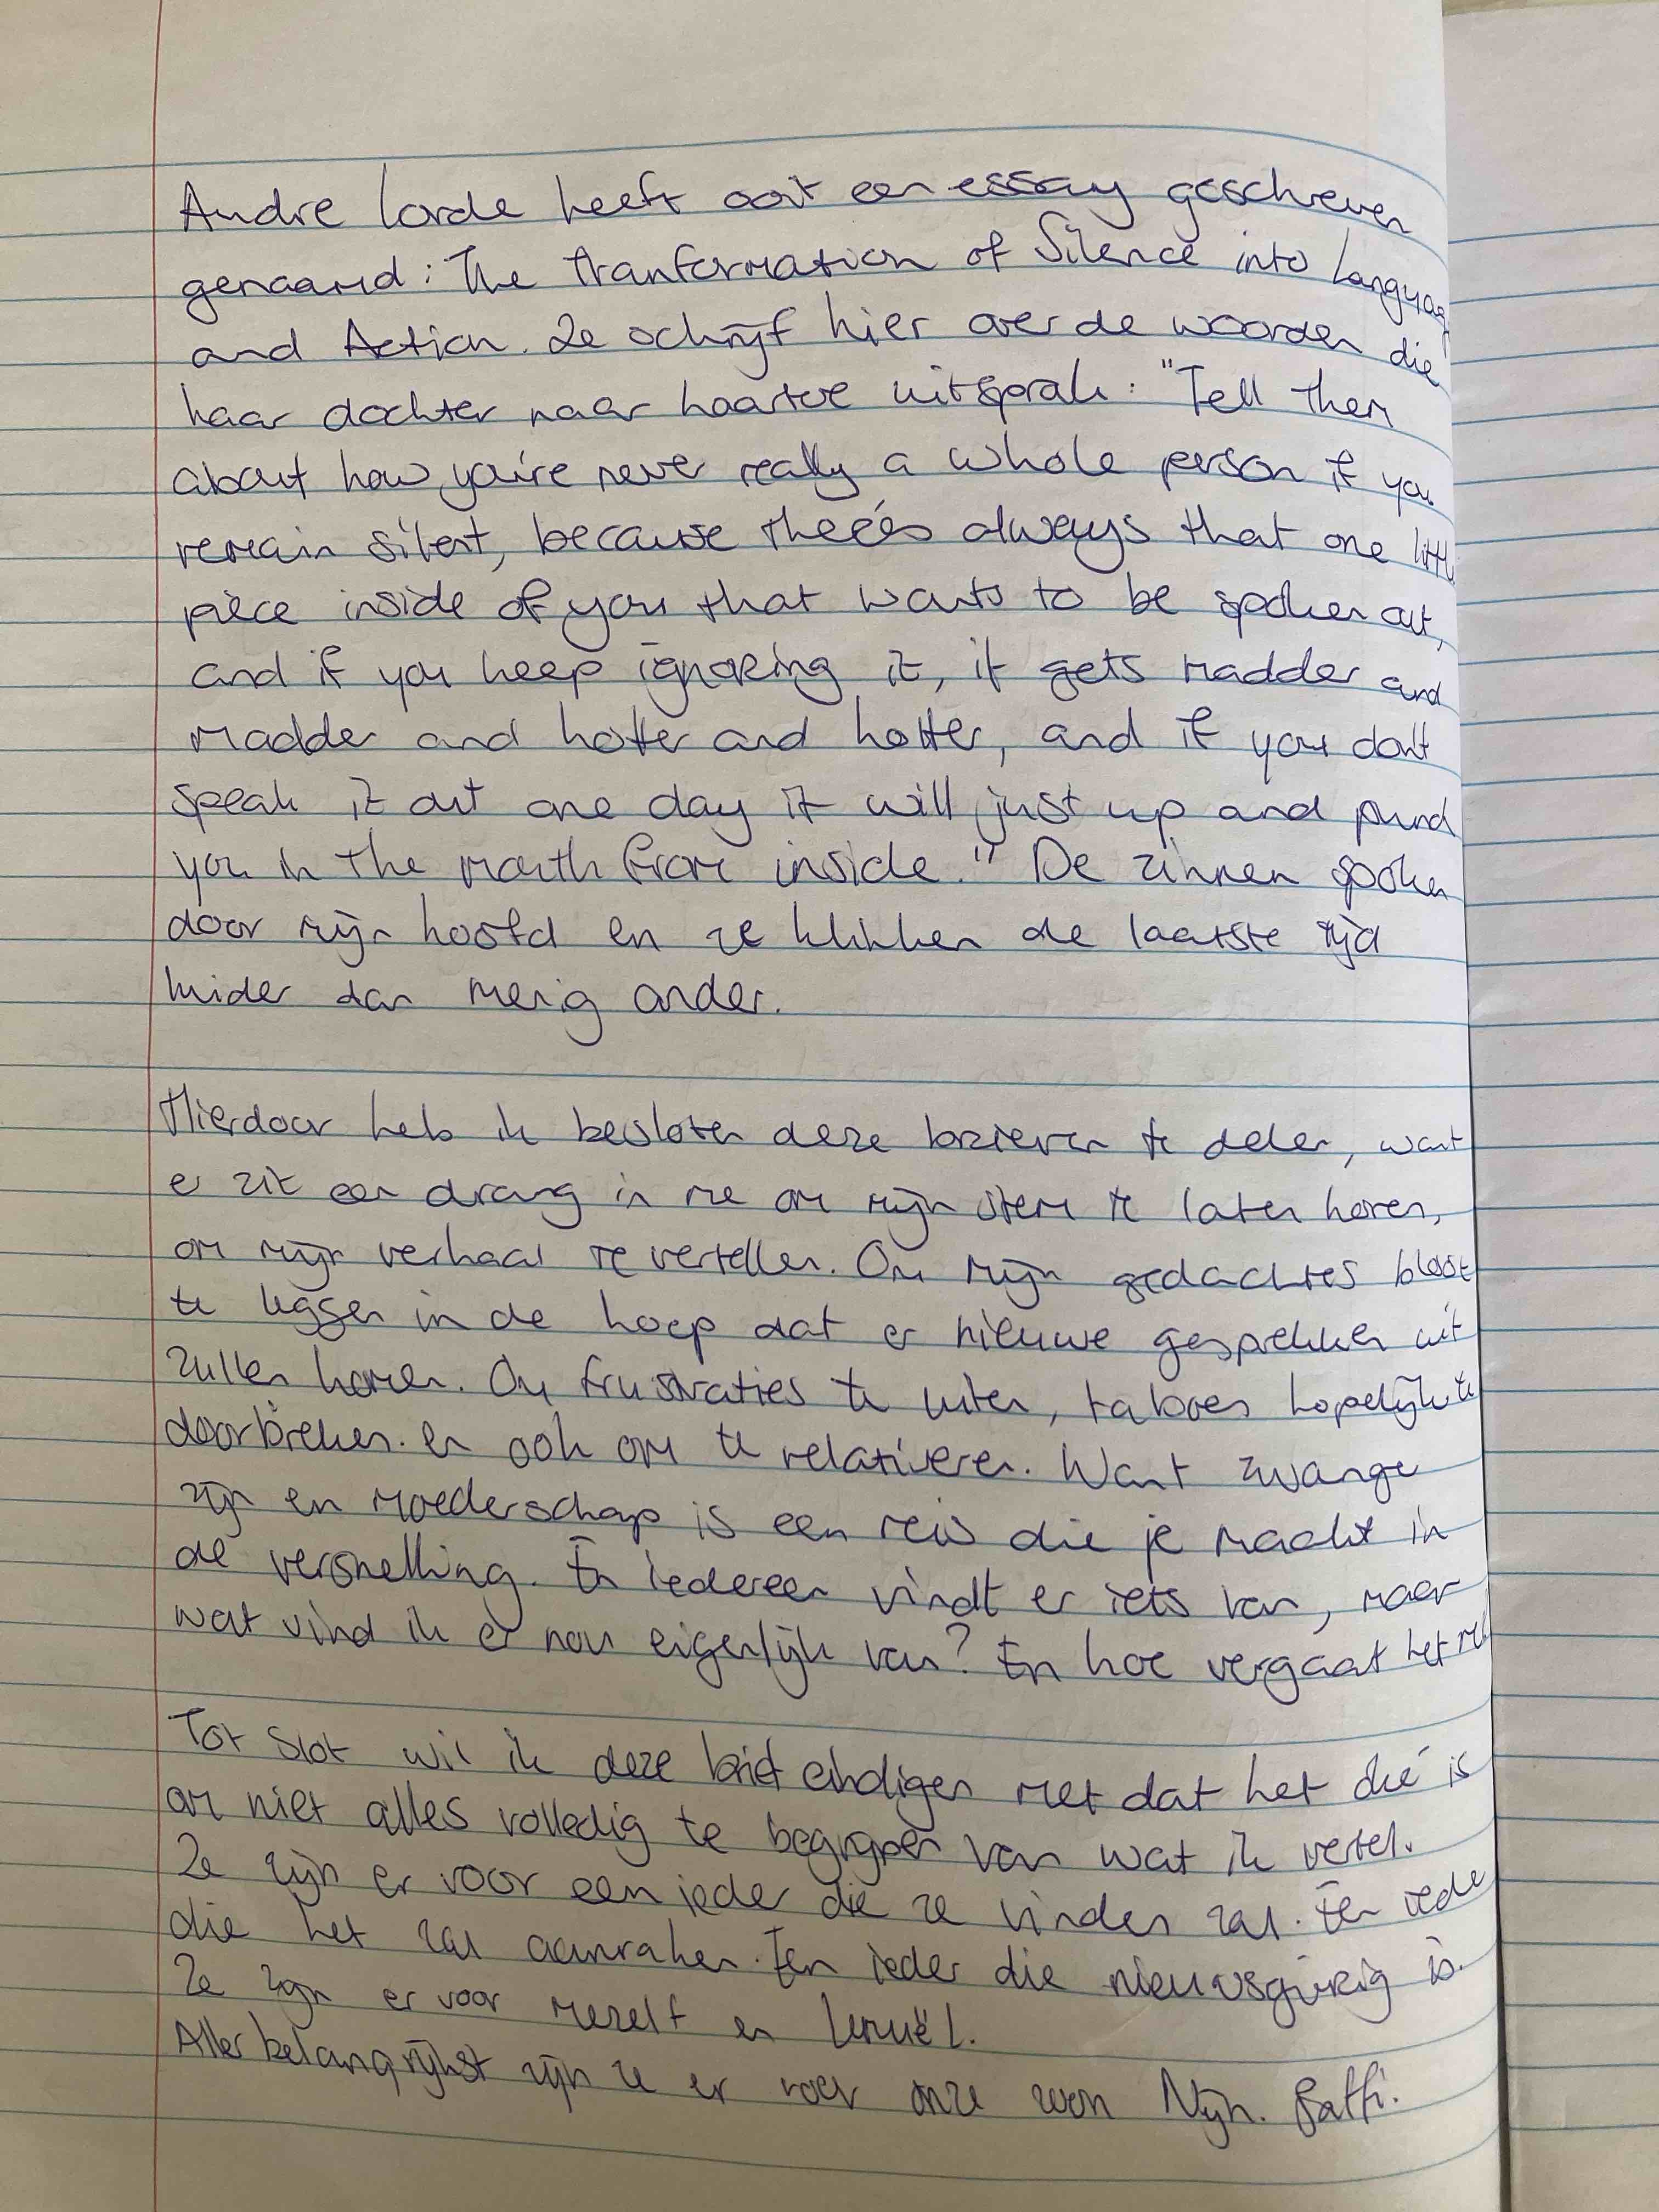 Audre Lorde heeft ooit een essay geschreven
genaamd: The Tranformation of Silence into Language
and Action. Ze schrijft hier over de woorden die
haar dochter naar haar toe uitsprak: "Tell them
about how you're never really a whole person if you
remain silent, because there's always that one little
piece inside of you that wants to be spoken out,
and if you keep ignoring it, it gets madder and
madder and hotter and hotter, and if you don't
speak it out one day it will just up and punch
you in the mouth from inside." De zinnen spoken
door mijn hoofd en ze klinken de laatste tijd
luider dan menig ander.
Hierdoor heb ik besloten deze brieven te delen, want
er zit een drang in me om mijn stem te laten horen,
om mijn verhaal te vertellen. Om mijn gedachtes bloot
te leggen in de hoop dat er nieuwe gesprekken uit
zullen komen. Om frustraties te uiten, taboes hopelijk te
doorbreken. en ook om te relativeren. Want zwanger
zijn en moederschap is een reis die je macht in
de versnelling. En iedereen vindt er iets van, maar
wat vind ik er nou eigenlijk van? En hoe vergaat het mij
Tot slot wil ik deze brief eindigen met dat het oké is
om niet alles volledig te begrijpen van wat ik vertel.
Ze zijn er voor een ieder die ze vinden zal. Een ieder
die het zal aanraken. Een ieder die nieuwsgierig is.
Ze zijn er voor mezelf en Lemuël.
Aller belangrijkst zijn ze er voor onze zoon Nyn.